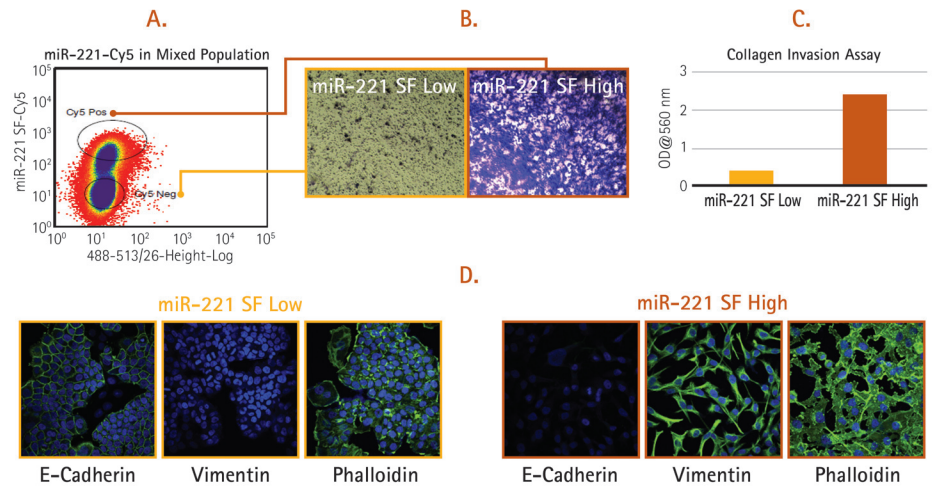 A.
B.
C.
miR-221-Cy5 in Mixed Population
10⁵
10⁴
10³
10²
10¹
10⁰
miR-221 SF-Cy5
Cy5 Pos
Cy5 Neg
10⁰ 10¹ 10² 10³ 10⁴ 10⁵
488-513/26-Height-Log
miR-221 SF Low
miR-221 SF High
Collagen Invasion Assay
3
2
1
0
OD@560 nm
miR-221 SF Low
miR-221 SF High
D.
miR-221 SF Low
miR-221 SF High
E-Cadherin
Vimentin
Phalloidin
E-Cadherin
Vimentin
Phalloidin